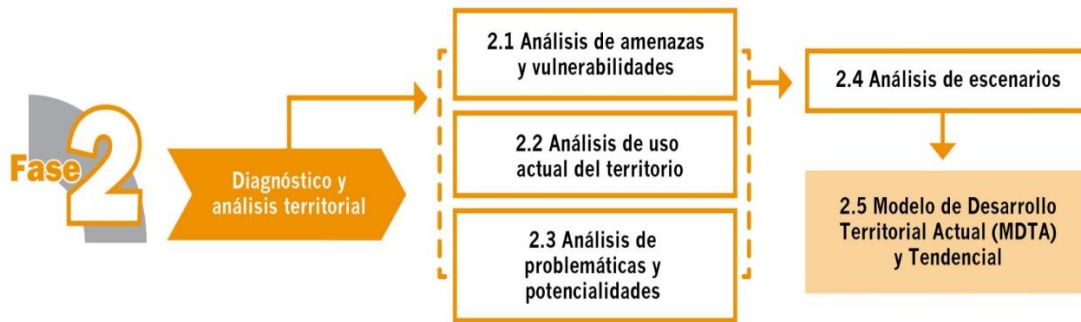 Fase 2
Diagnóstico y
análisis territorial
2.1 Análisis de amenazas
y vulnerabilidades
2.2 Análisis de uso
actual del territorio
2.3 Análisis de
problemáticas y
potencialidades
2.4 Análisis de escenarios
2.5 Modelo de Desarrollo
Territorial Actual (MDTA)
y Tendencial